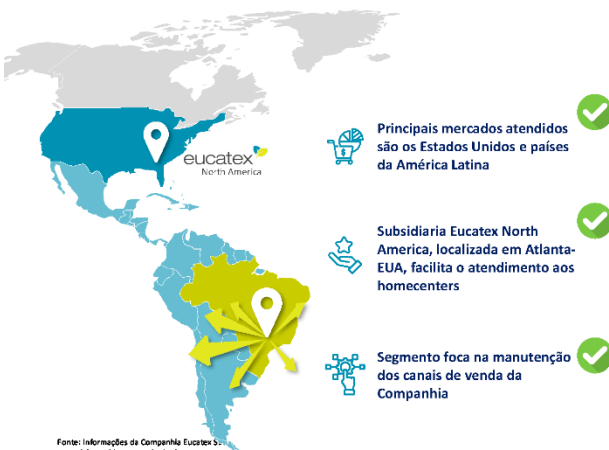 eucatex
North America
Principais mercados atendidos
são os Estados Unidos e países
da América Latina
Subsidiaria Eucatex North
America, localizada em Atlanta-
EUA, facilita o atendimento aos
homecenters
Segmento foca na manutenção
dos canais de venda da
Companhia
Fonte: Informações da Companhia Eucatex